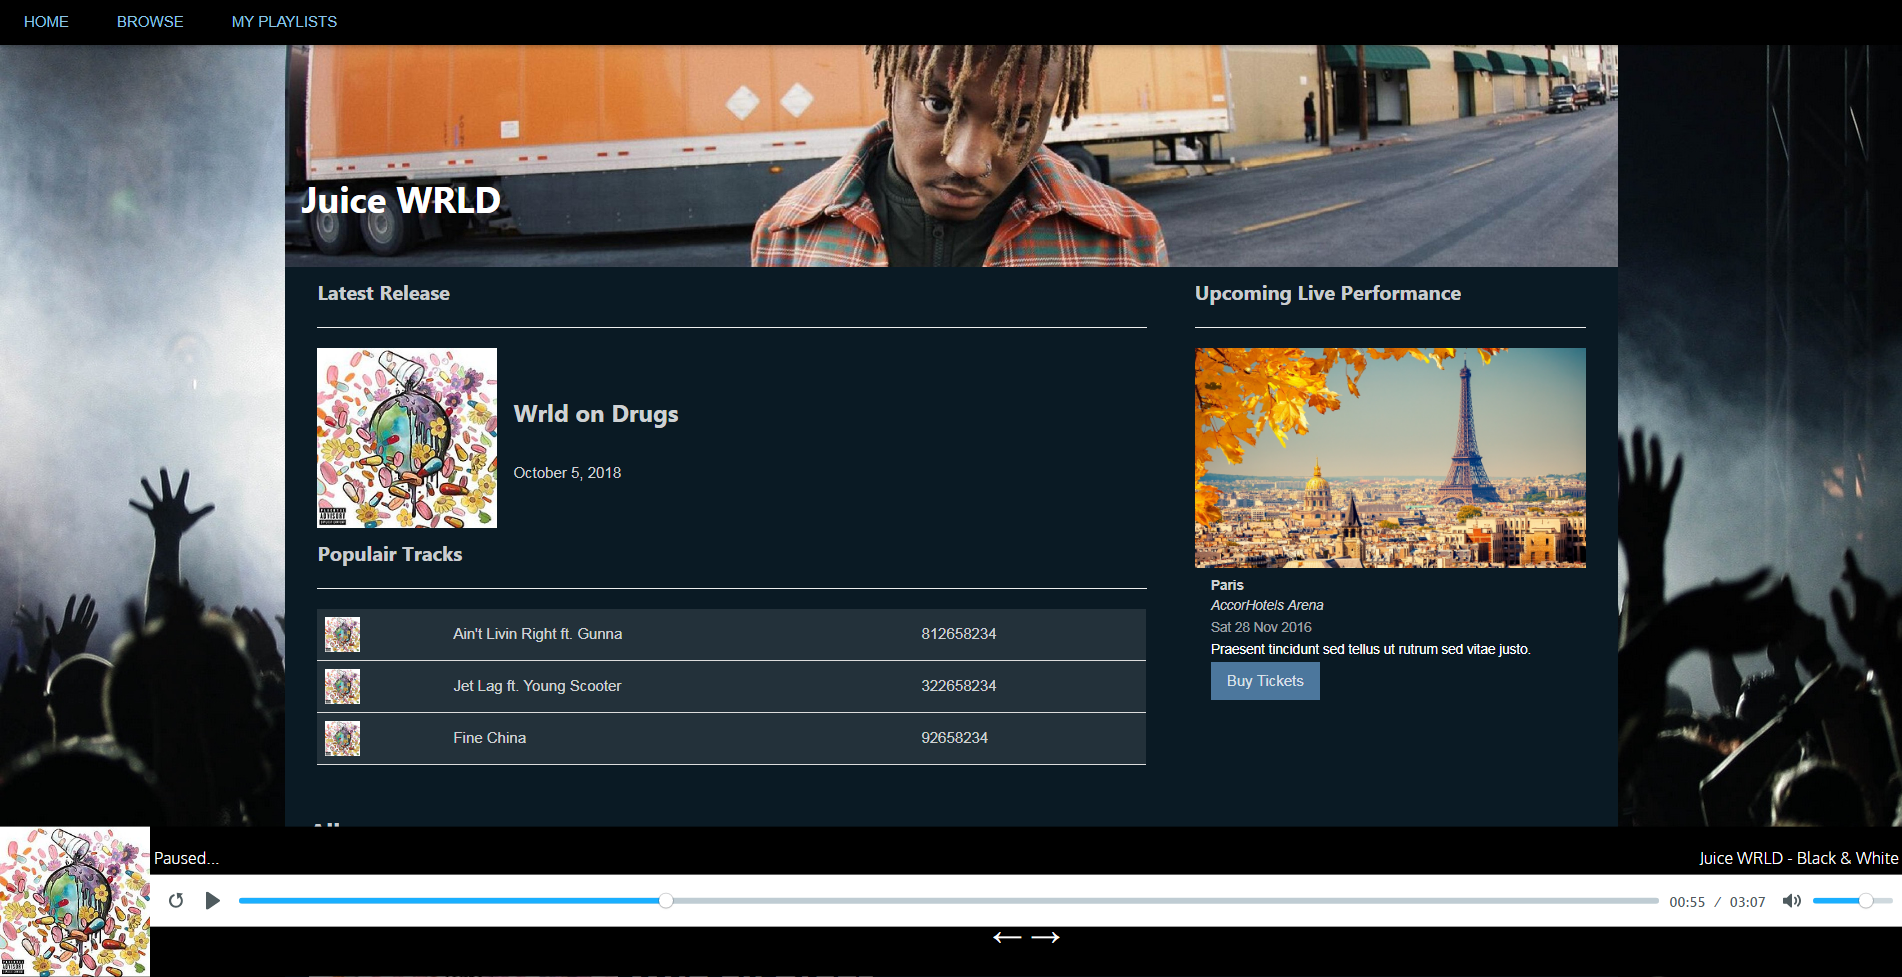 HOME BROWSE MY PLAYLISTS
Juice WRLD
Latest Release
Wrld on Drugs
October 5, 2018
Populair Tracks
Ain't Livin Right ft. Gunna 812658234
Jet Lag ft. Young Scooter 322658234
Fine China 92658234
Upcoming Live Performance
Paris
AccorHotels Arena
Sat 28 Nov 2016
Praesent tincidunt sed tellus ut rutrum sed vitae justo.
Buy Tickets
Paused...
Juice WRLD - Black & White
00:55 / 03:07